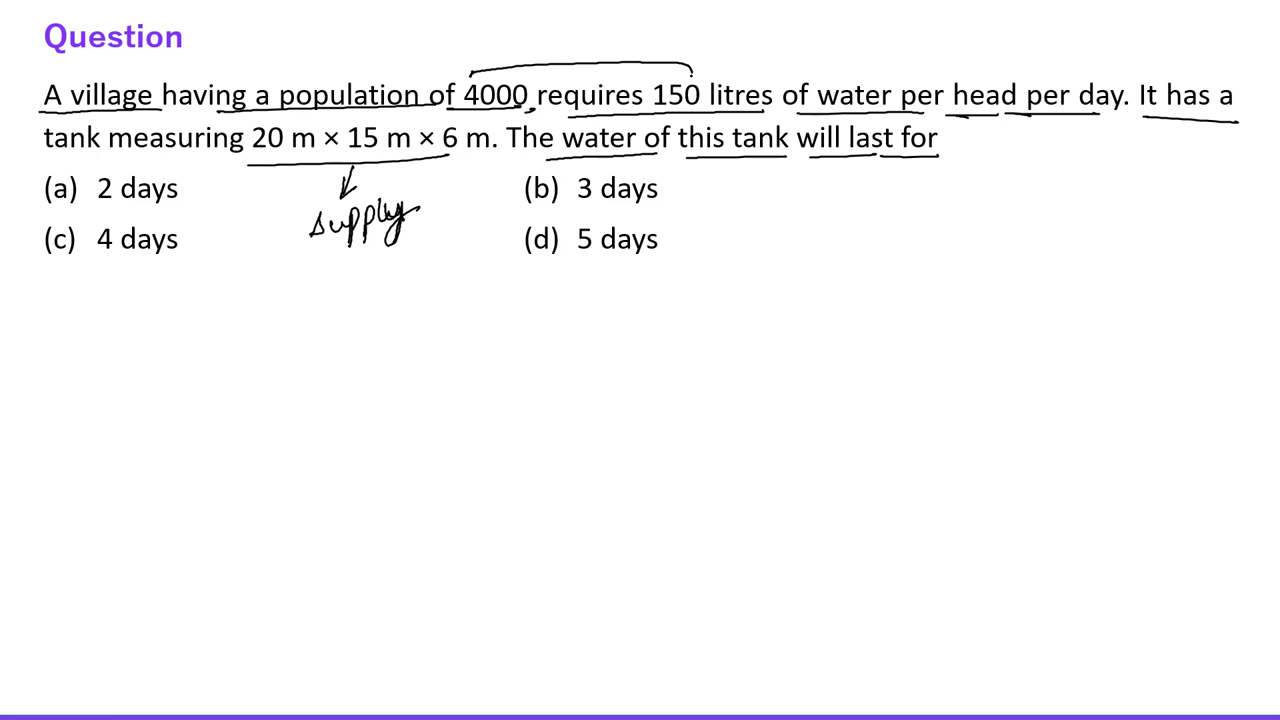 Question
A village having a population of 4000, requires 150 litres of water per head per day. It has a
tank measuring 20 m × 15 m × 6 m. The water of this tank will last for
(a) 2 days (b) 3 days
supply
(c) 4 days (d) 5 days